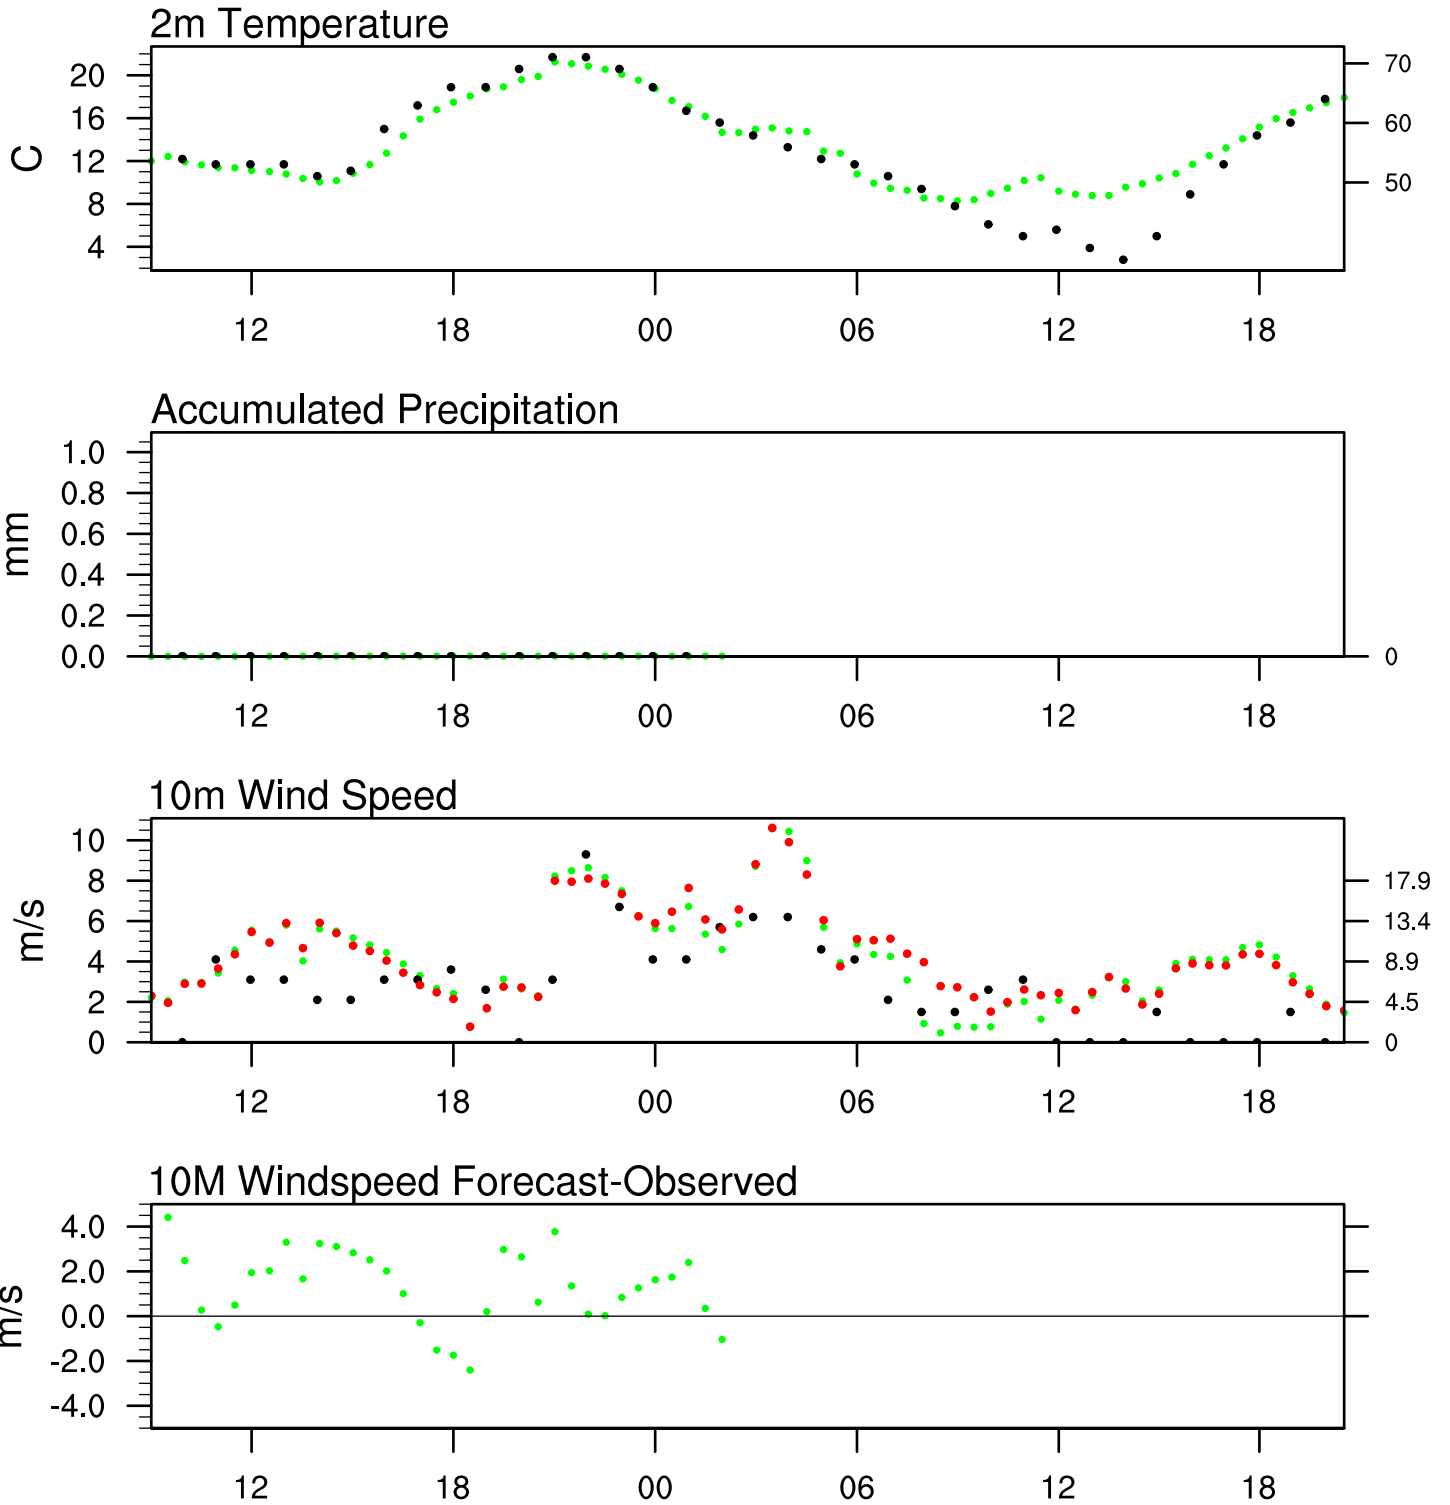 2m Temperature
20
16
12
8
4
C
70
60
50
12 18 00 06 12 18
Accumulated Precipitation
1.0
0.8
0.6
0.4
0.2
0.0
mm
0
12 18 00 06 12 18
10m Wind Speed
10
8
6
4
2
0
m/s
17.9
13.4
8.9
4.5
0
12 18 00 06 12 18
10M Windspeed Forecast-Observed
4.0
2.0
0.0
-2.0
-4.0
m/s
12 18 00 06 12 18